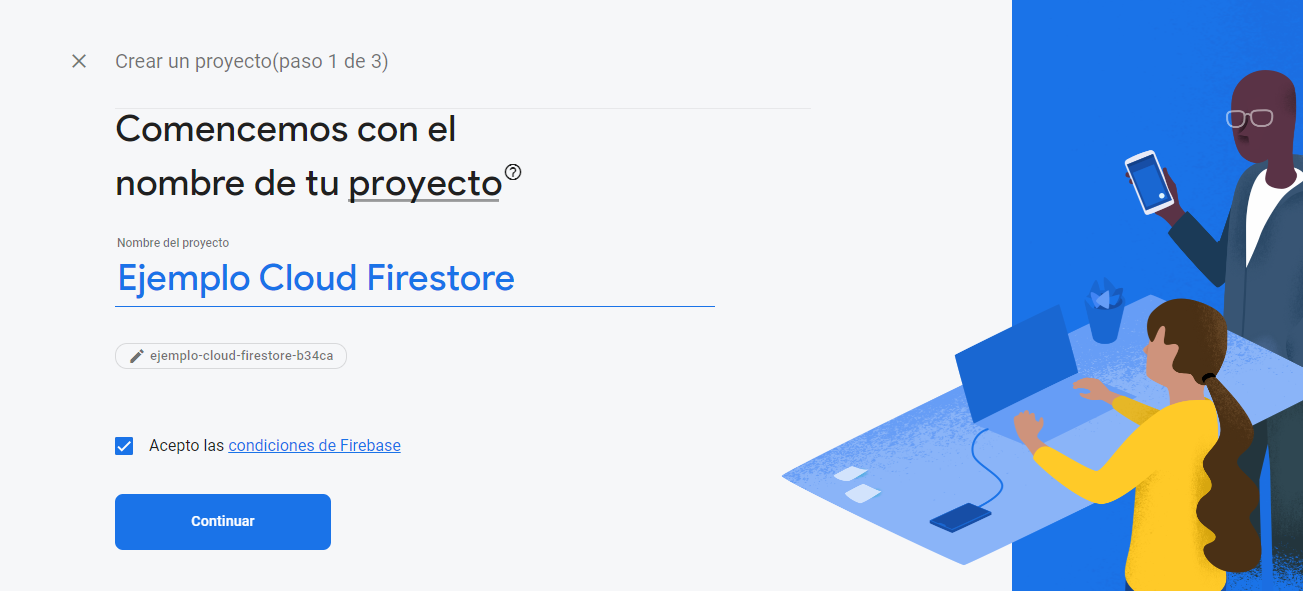 Crear un proyecto(paso 1 de 3)
Comencemos con el
nombre de tu proyecto
Nombre del proyecto
Ejemplo Cloud Firestore
ejemplo-cloud-firestore-b34ca
Acepto las condiciones de Firebase
Continuar